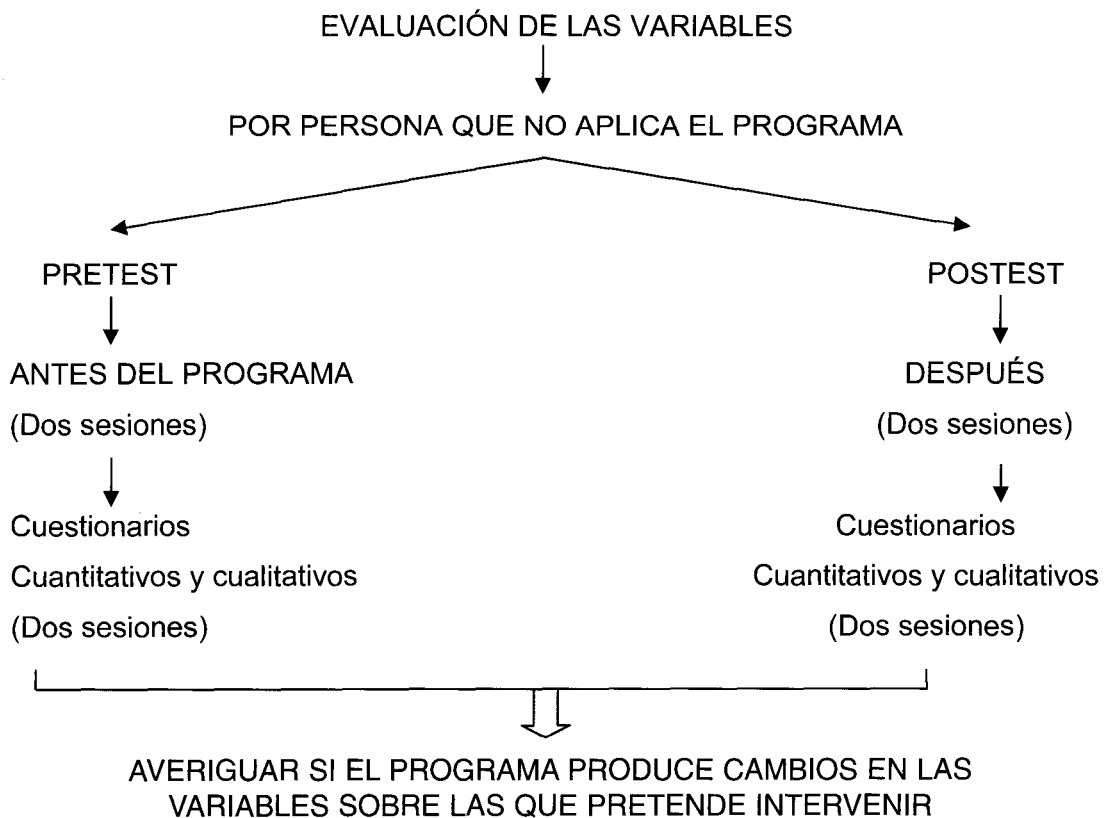 EVALUACIÓN DE LAS VARIABLES
POR PERSONA QUE NO APLICA EL PROGRAMA
PRETEST
ANTES DEL PROGRAMA
(Dos sesiones)
Cuestionarios
Cuantitativos y cualitativos
(Dos sesiones)
POSTEST
DESPUÉS
(Dos sesiones)
Cuestionarios
Cuantitativos y cualitativos
(Dos sesiones)
AVERIGUAR SI EL PROGRAMA PRODUCE CAMBIOS EN LAS
VARIABLES SOBRE LAS QUE PRETENDE INTERVENIR